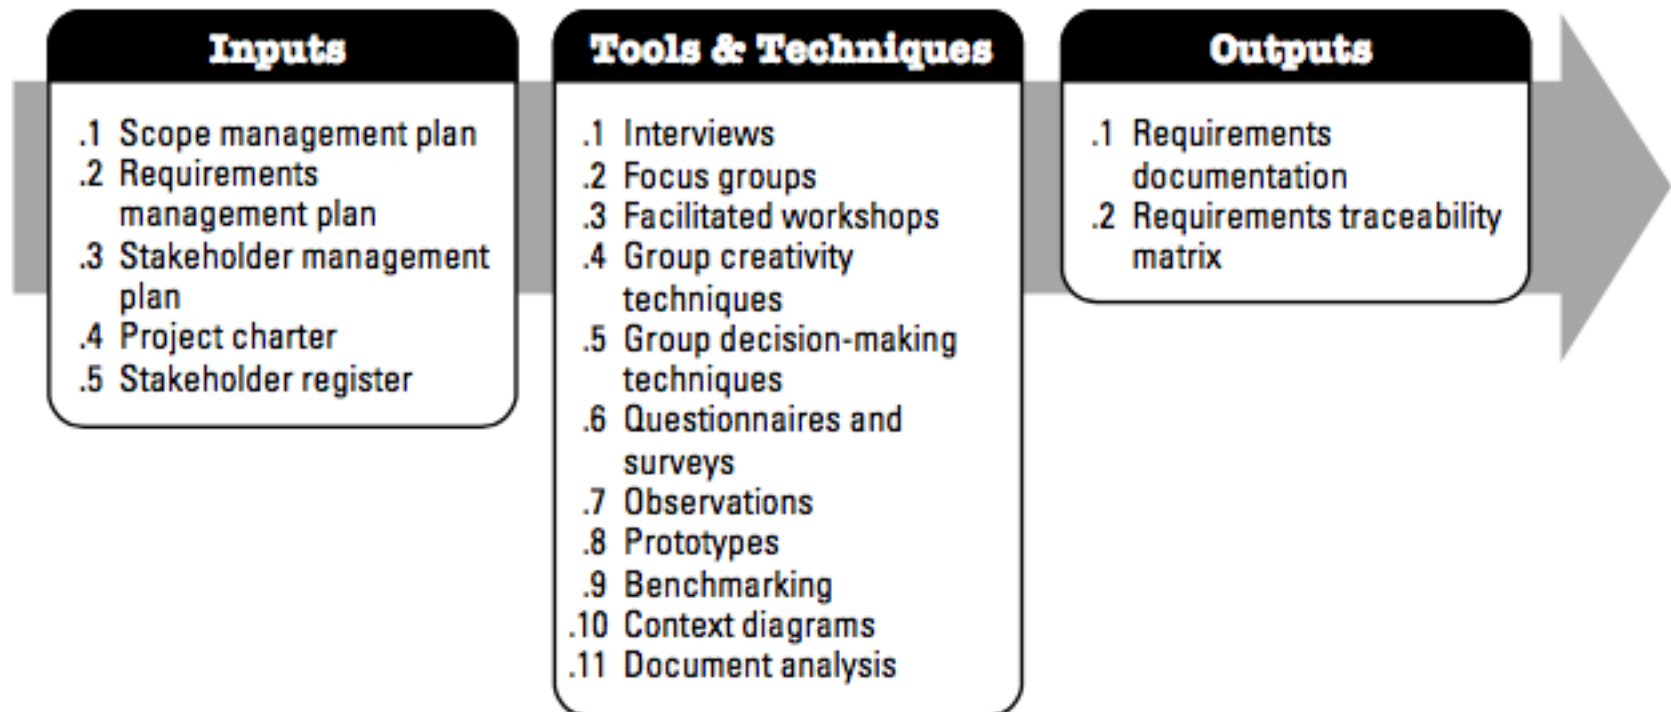 Inputs
.1 Scope management plan
.2 Requirements
management plan
.3 Stakeholder management
plan
.4 Project charter
.5 Stakeholder register
Tools & Techniques
.1 Interviews
.2 Focus groups
.3 Facilitated workshops
.4 Group creativity
techniques
.5 Group decision-making
techniques
.6 Questionnaires and
surveys
.7 Observations
.8 Prototypes
.9 Benchmarking
.10 Context diagrams
.11 Document analysis
Outputs
.1 Requirements
documentation
.2 Requirements traceability
matrix